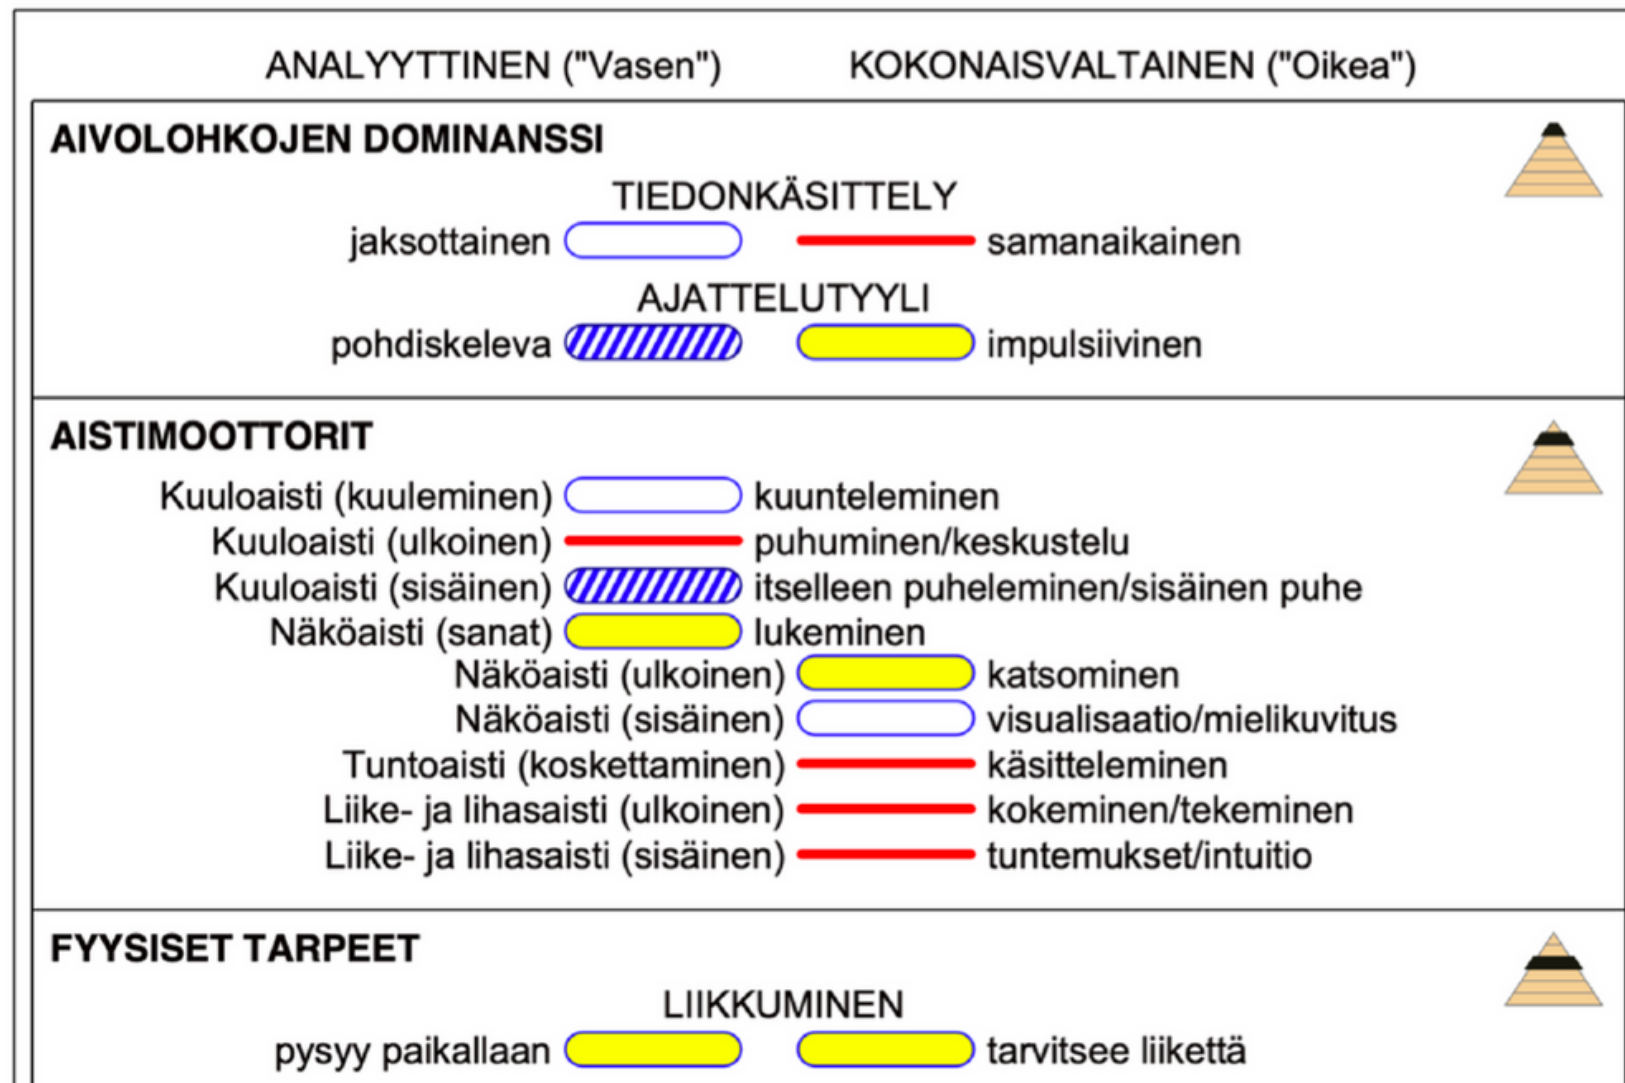 ANALYYTTINEN ("Vasen") KOKONAISVALTAINEN ("Oikea")
AIVOLOHKOJEN DOMINANSSI
TIEDONKÄSITTELY
jaksottainen samanaikainen
AJATTELUTYYLI
pohdiskeleva impulsiivinen
AISTIMOOTTORIT
Kuuloaisti (kuuleminen) kuunteleminen
Kuuloaisti (ulkoinen) puhuminen/keskustelu
Kuuloaisti (sisäinen) itselleen puheleminen/sisäinen puhe
Näköaisti (sanat) lukeminen
Näköaisti (ulkoinen) katsominen
Näköaisti (sisäinen) visualisaatio/mielikuvitus
Tuntoaisti (koskettaminen) käsitteleminen
Liike- ja lihasaisti (ulkoinen) kokeminen/tekeminen
Liike- ja lihasaisti (sisäinen) tuntemukset/intuitio
FYYSISET TARPEET
LIIKKUMINEN
pysyy paikallaan tarvitsee liikettä